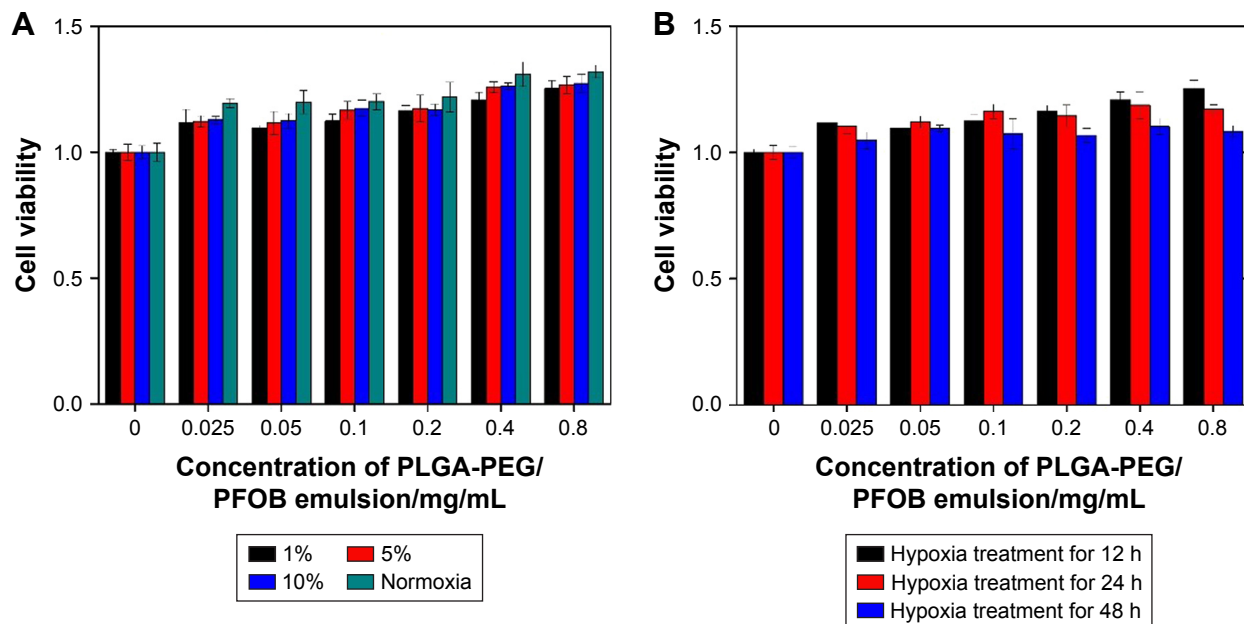 A
1.5
1.0
0.5
0.0
Cell viability
0 0.025 0.05 0.1 0.2 0.4 0.8
Concentration of PLGA-PEG/
PFOB emulsion/mg/mL
1% 5%
10% Normoxia
B
1.5
1.0
0.5
0.0
Cell viability
0 0.025 0.05 0.1 0.2 0.4 0.8
Concentration of PLGA-PEG/
PFOB emulsion/mg/mL
Hypoxia treatment for 12 h
Hypoxia treatment for 24 h
Hypoxia treatment for 48 h